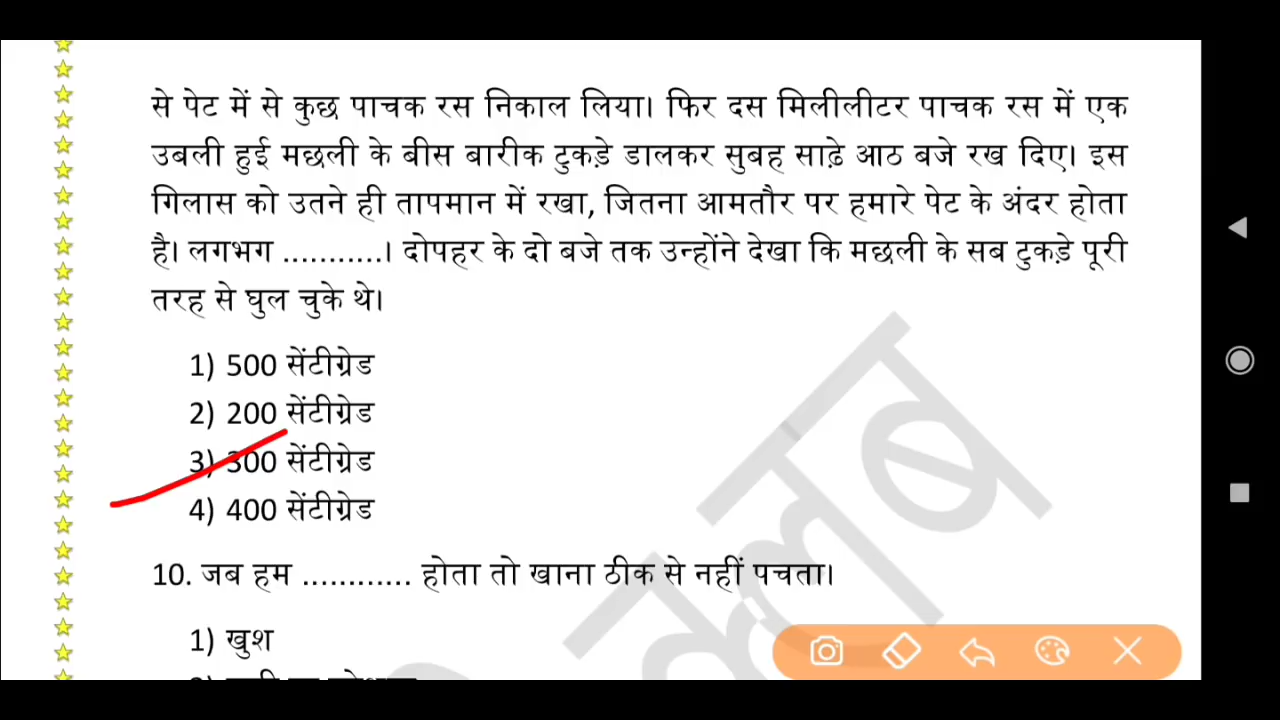 से पेट में से कुछ पाचक रस निकाल लिया। फिर दस मिलीलीटर पाचक रस में एक
उबली हुई मछली के बीस बारीक टुकड़े डालकर सुबह साढ़े आठ बजे रख दिए। इस
गिलास को उतने ही तापमान में रखा, जितना आमतौर पर हमारे पेट के अंदर होता
है। लगभग ...........। दोपहर के दो बजे तक उन्होंने देखा कि मछली के सब टुकड़े पूरी
तरह से घुल चुके थे।
1) 500 सेंटीग्रेड
2) 200 सेंटीग्रेड
3) 300 सेंटीग्रेड
4) 400 सेंटीग्रेड
10. जब हम ............ होता तो खाना ठीक से नहीं पचता।
1) खुश